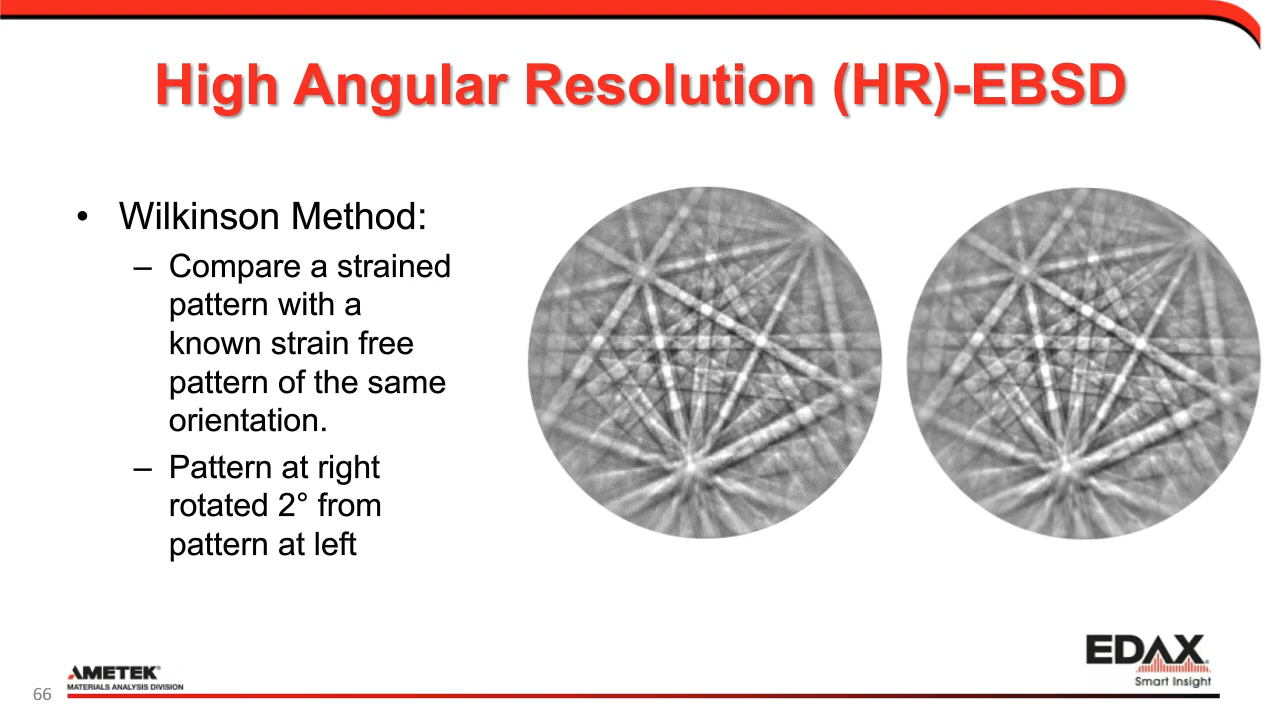 High Angular Resolution (HR)-EBSD
• Wilkinson Method:
– Compare a strained
pattern with a
known strain free
pattern of the same
orientation.
– Pattern at right
rotated 2° from
pattern at left
EDAX
Smart Insight
AMETEK®
MATERIALS ANALYSIS DIVISION
66